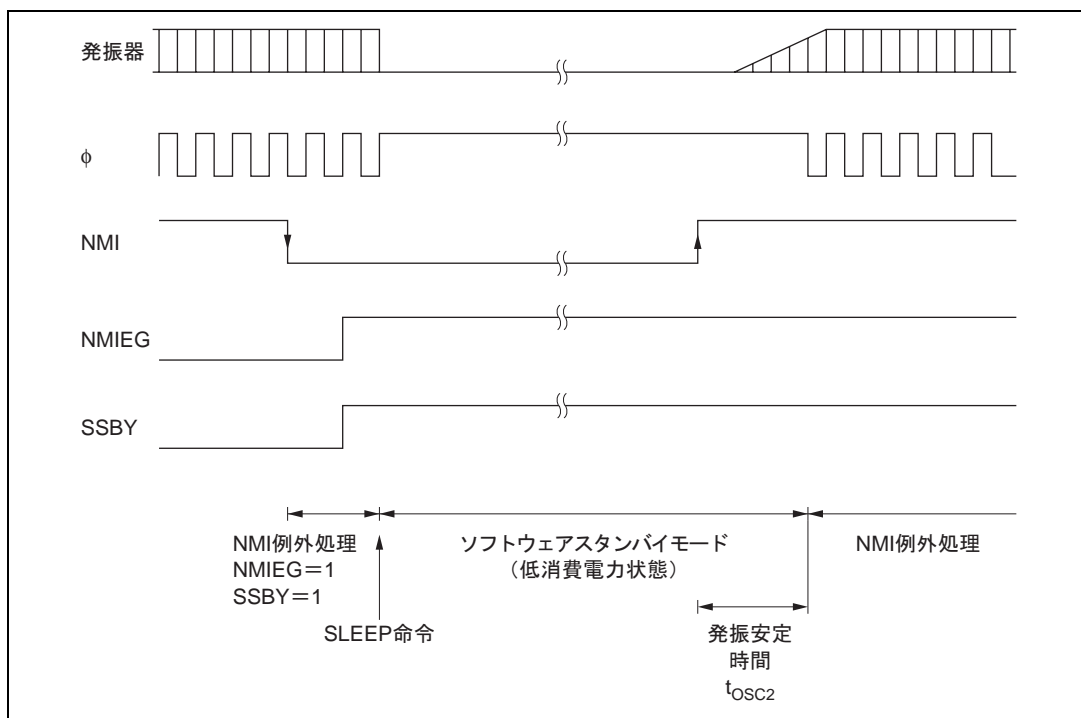 発振器
φ
NMI
NMIEG
SSBY
NMI例外処理
NMIEG＝1
SSBY＝1
SLEEP命令
ソフトウェアスタンバイモード
（低消費電力状態）
発振安定
時間
tOSC2
NMI例外処理